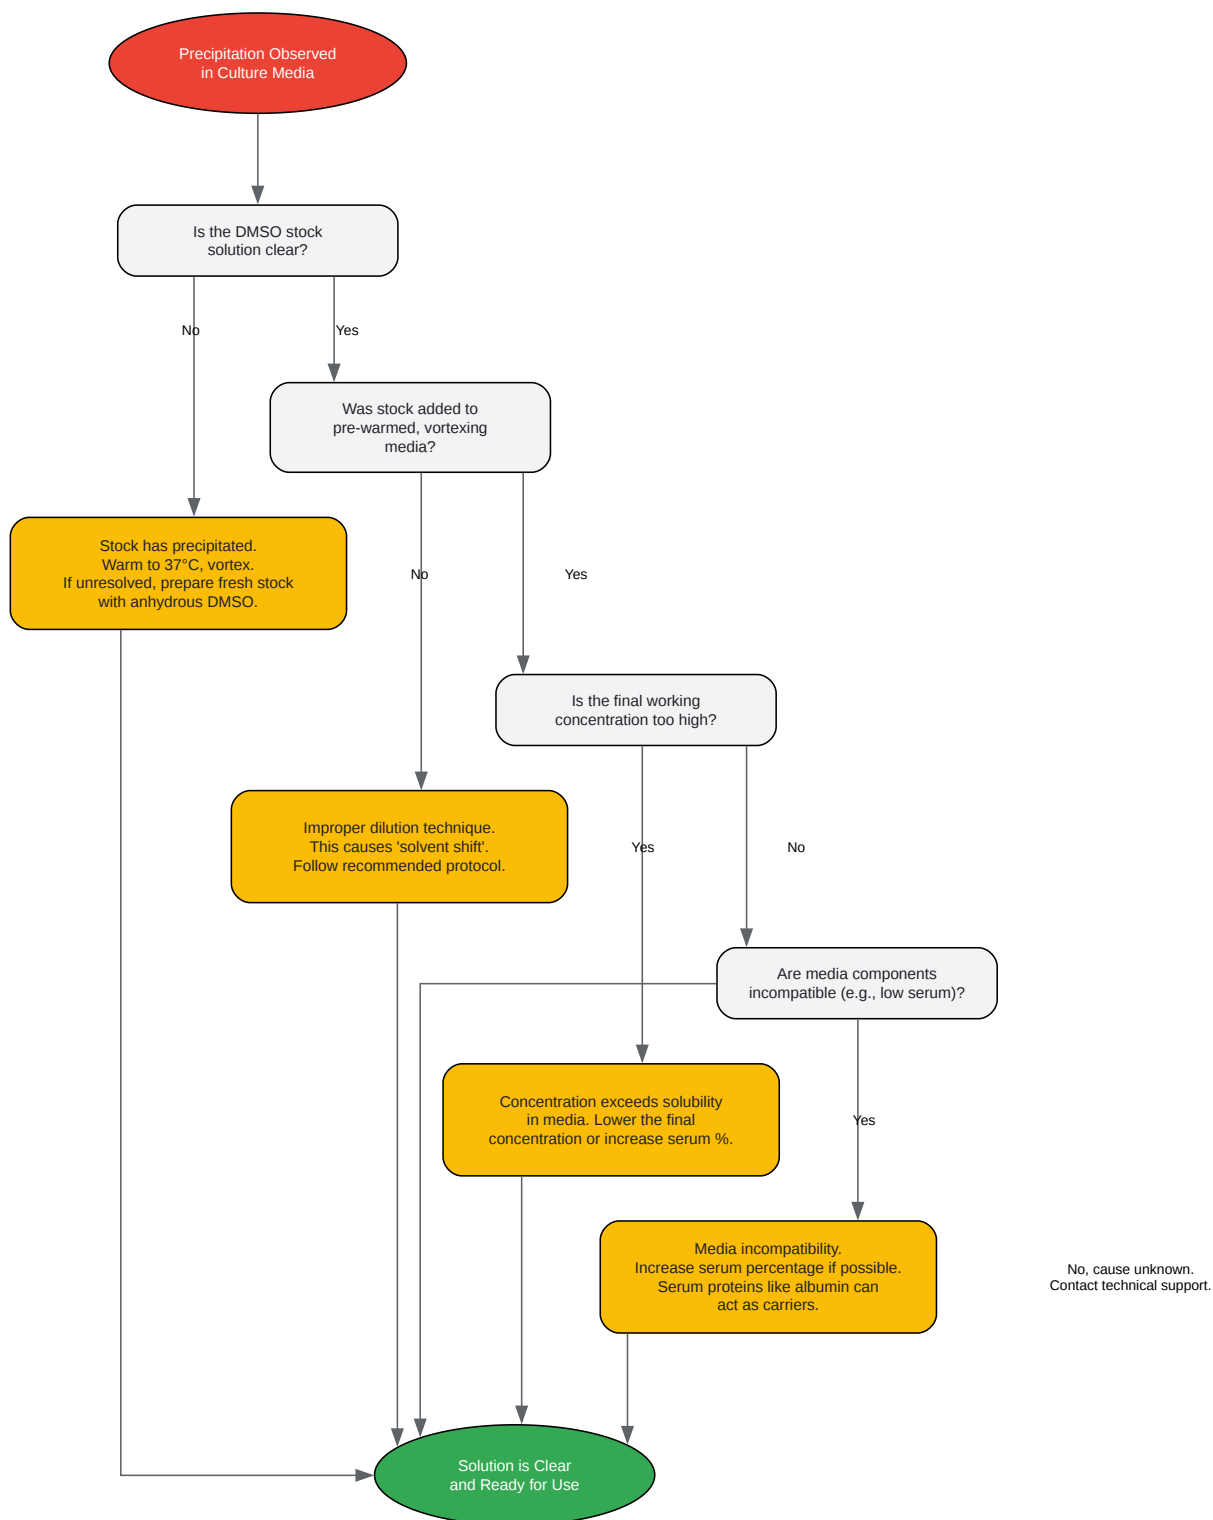 Precipitation Observed
in Culture Media
Is the DMSO stock
solution clear?
No
Yes
Was stock added to
pre-warmed, vortexing
media?
Stock has precipitated.
Warm to 37°C, vortex.
If unresolved, prepare fresh stock
with anhydrous DMSO.
No
Yes
Is the final working
concentration too high?
Improper dilution technique.
This causes 'solvent shift'.
Follow recommended protocol.
Yes
No
Are media components
incompatible (e.g., low serum)?
Concentration exceeds solubility
in media. Lower the final
concentration or increase serum %.
Yes
Media incompatibility.
Increase serum percentage if possible.
Serum proteins like albumin can
act as carriers.
No, cause unknown.
Contact technical support.
Solution is Clear
and Ready for Use